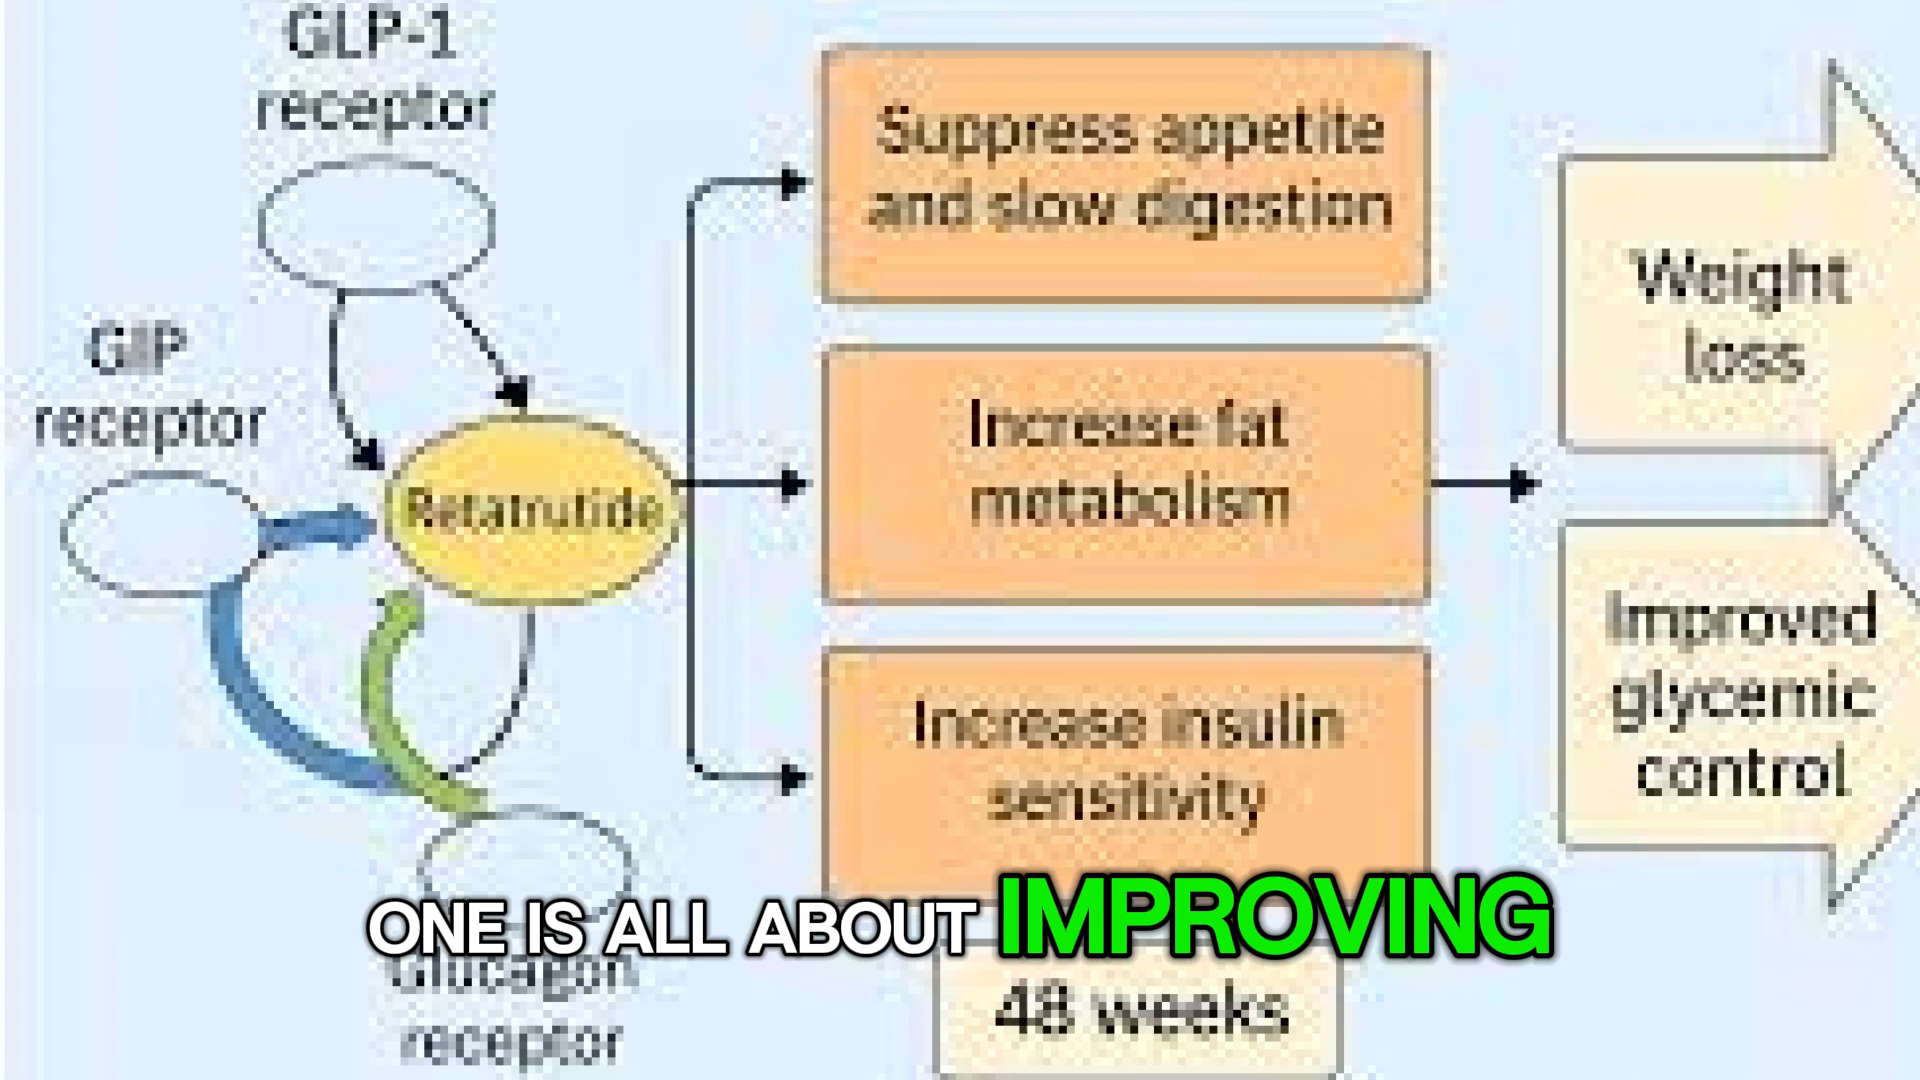 GLP-1
receptor
GIP
receptor
Retatrutide
Glucagon
receptor
Suppress appetite
and slow digestion
Increase fat
metabolism
Increase insulin
sensitivity
48 weeks
Weight
loss
Improved
glycemic
control
ONE IS ALL ABOUT IMPROVING